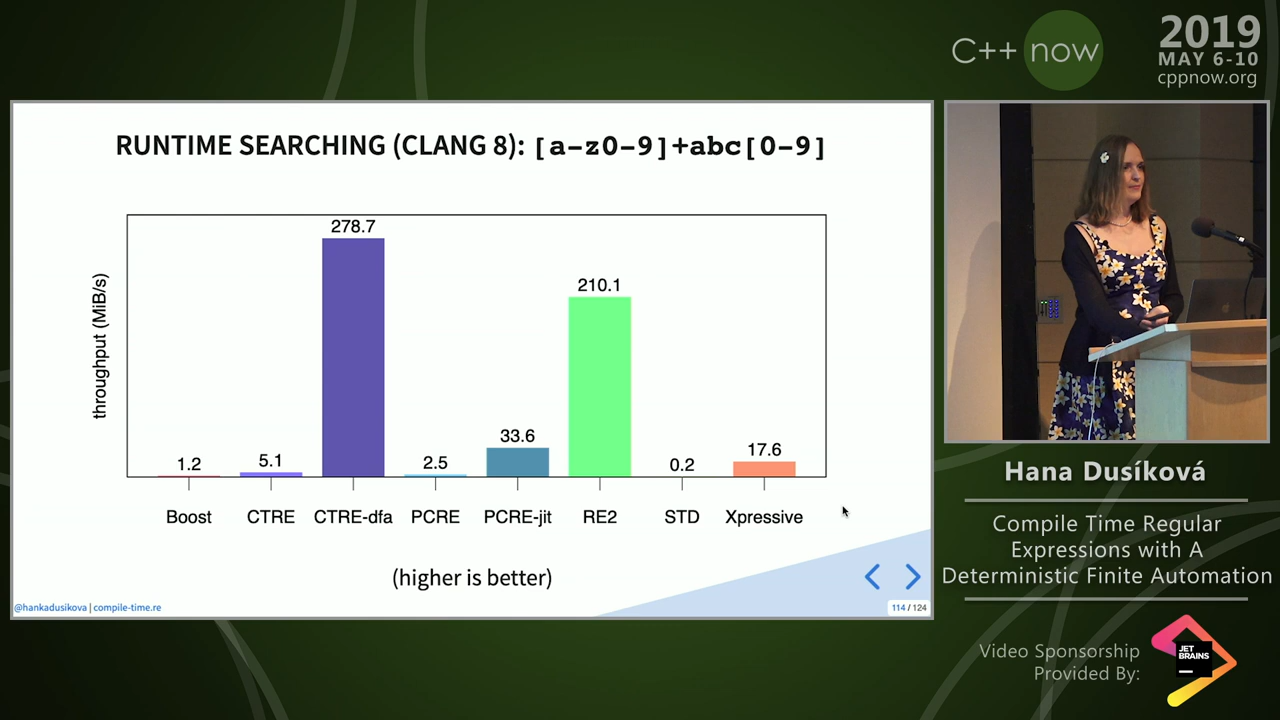 C++ now
2019
MAY 6-10
cppnow.org
RUNTIME SEARCHING (CLANG 8): [a-z0-9]+abc[0-9]
throughput (MiB/s)
1.2
5.1
278.7
2.5
33.6
210.1
0.2
17.6
Boost
CTRE
CTRE-dfa
PCRE
PCRE-jit
RE2
STD
Xpressive
(higher is better)
@hankadusikova | compile-time.re
114 / 124
Hana Dusíková
Compile Time Regular
Expressions with A
Deterministic Finite Automation
Video Sponsorship
Provided By:
JET
BRAINS